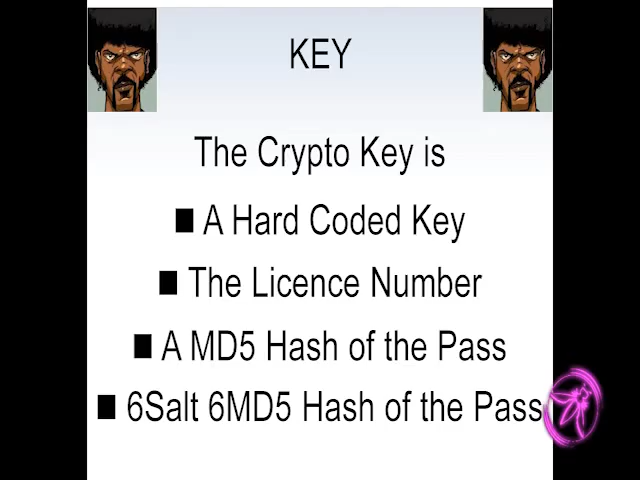 KEY
The Crypto Key is
■ A Hard Coded Key
■ The Licence Number
■ A MD5 Hash of the Pass
■ 6Salt 6MD5 Hash of the Pass